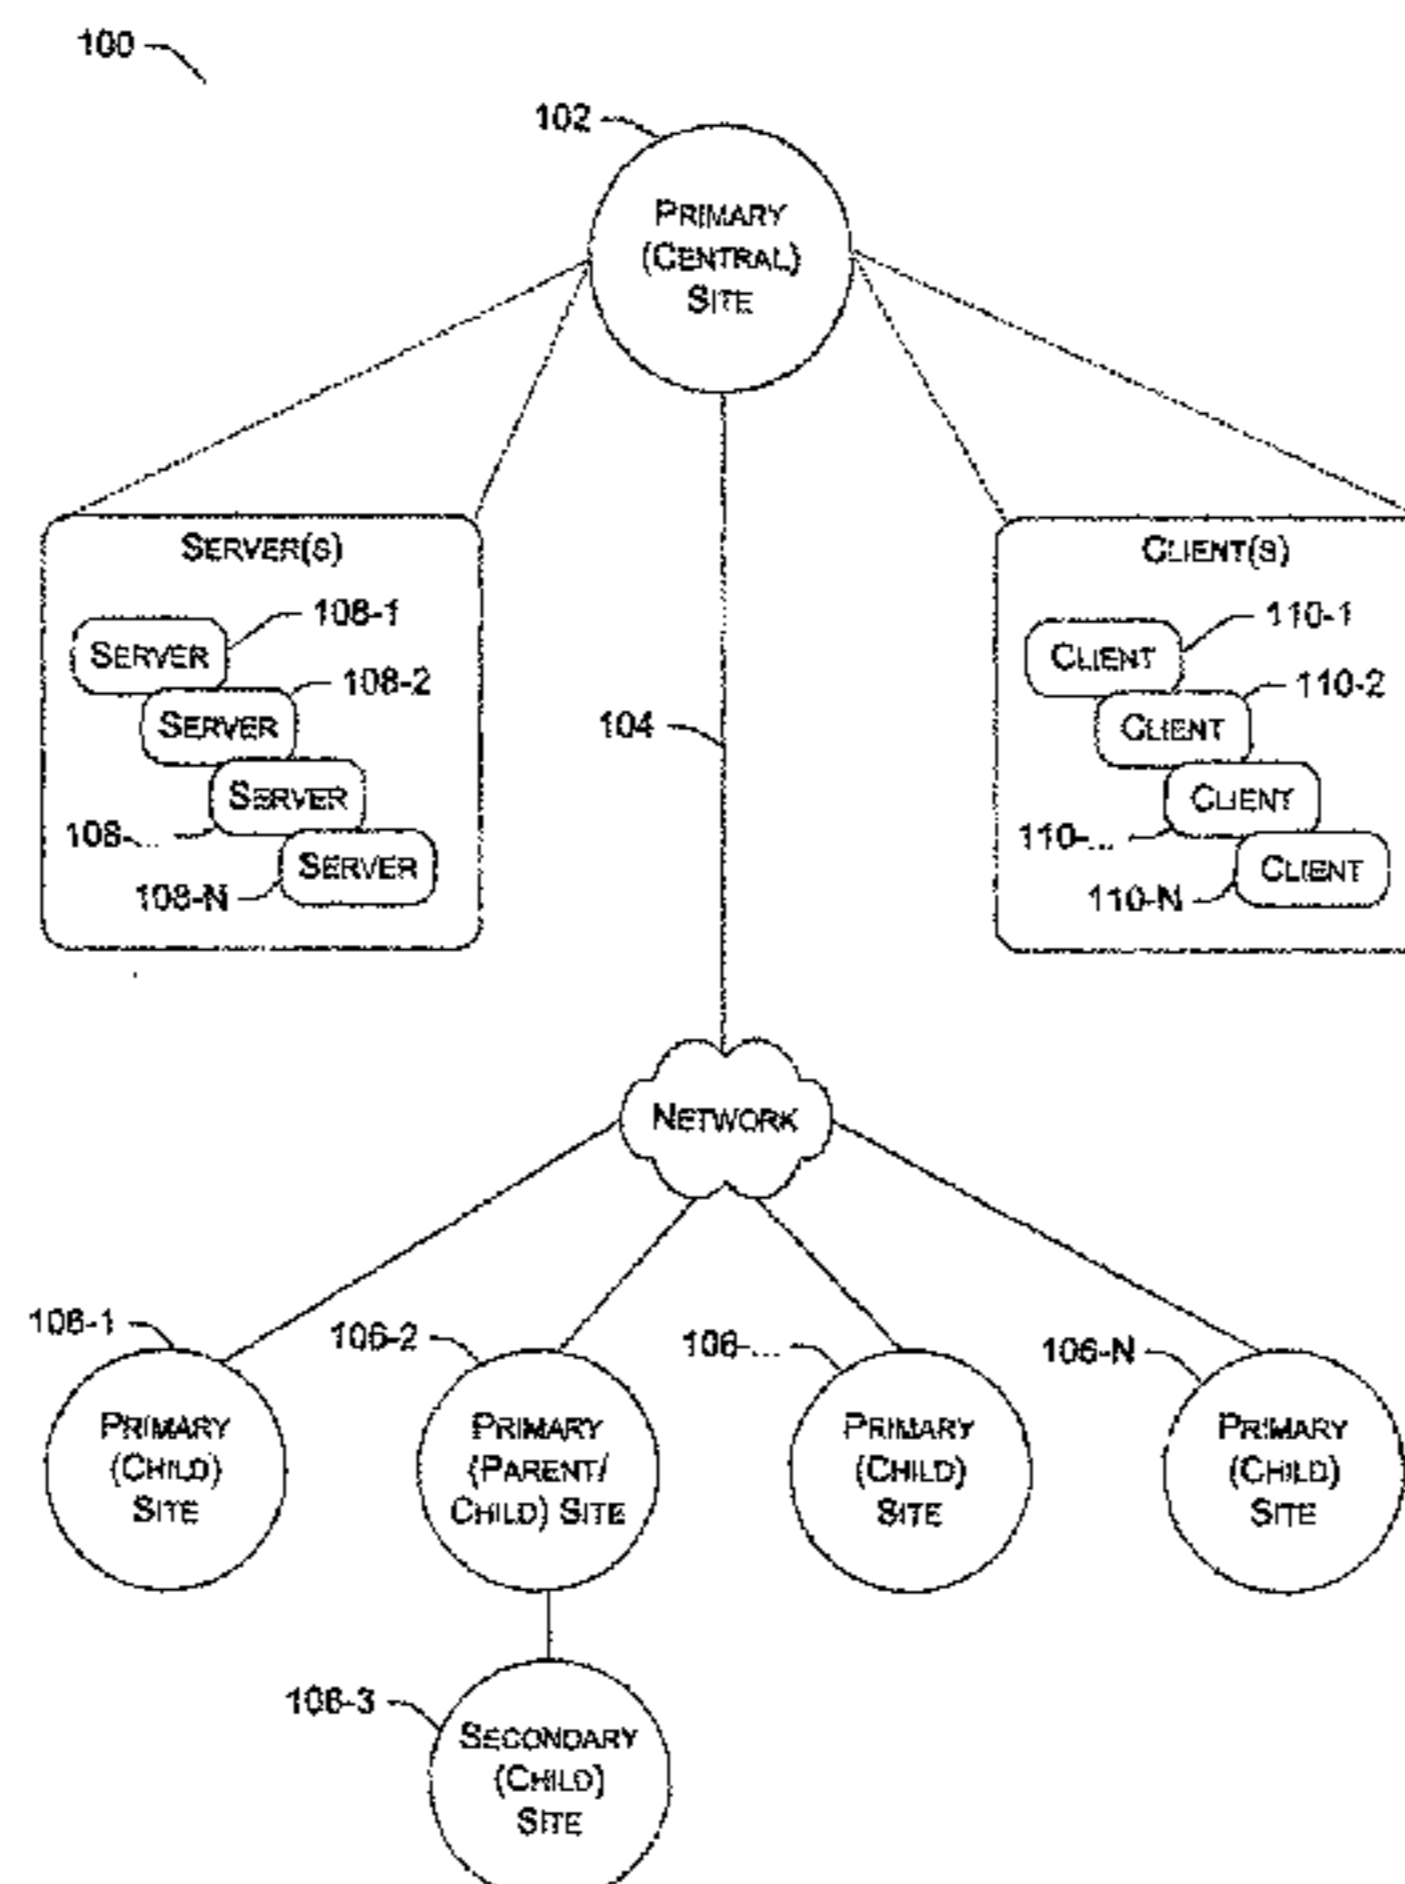 100
102
PRIMARY
(CENTRAL)
SITE
SERVER(S)
108-1
SERVER
108-2
SERVER
SERVER
108-...
SERVER
108-N
CLIENT(S)
110-1
CLIENT
110-2
CLIENT
CLIENT
110-...
CLIENT
110-N
104
NETWORK
106-1
PRIMARY
(CHILD)
SITE
106-2
PRIMARY
(PARENT/
CHILD) SITE
106-...
PRIMARY
(CHILD)
SITE
106-N
PRIMARY
(CHILD)
SITE
106-3
SECONDARY
(CHILD)
SITE